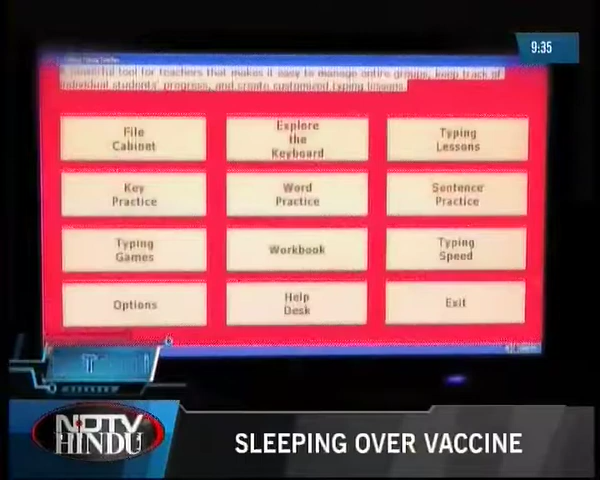 9:35
A powerful tool for teachers that makes it easy to manage entire groups, keep track of
individual students' progress, and create customized typing lessons.
File
Cabinet
Explore
the
Keyboard
Typing
Lessons
Key
Practice
Word
Practice
Sentence
Practice
Typing
Games
Workbook
Typing
Speed
Options
Help
Desk
Exit
NDTV
HINDU
SLEEPING OVER VACCINE